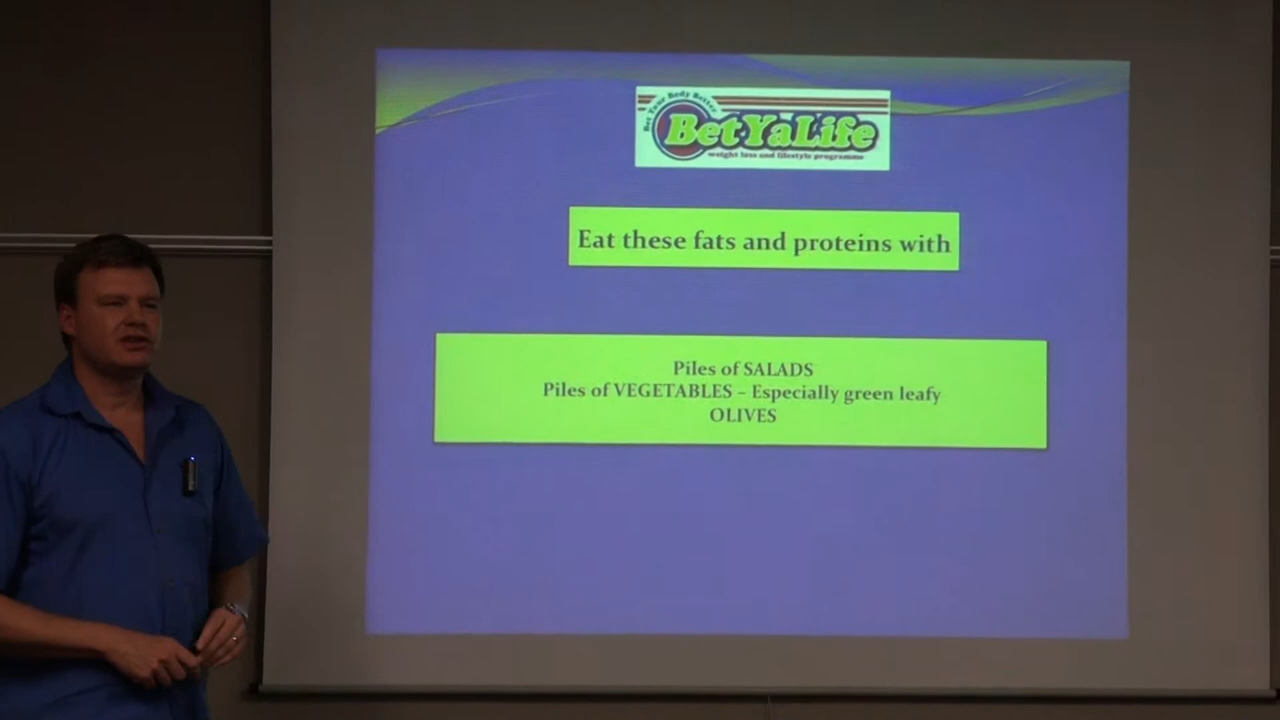 Bet Your Body Better
BetYaLife
weight loss and lifestyle programme
Eat these fats and proteins with
Piles of SALADS
Piles of VEGETABLES – Especially green leafy
OLIVES